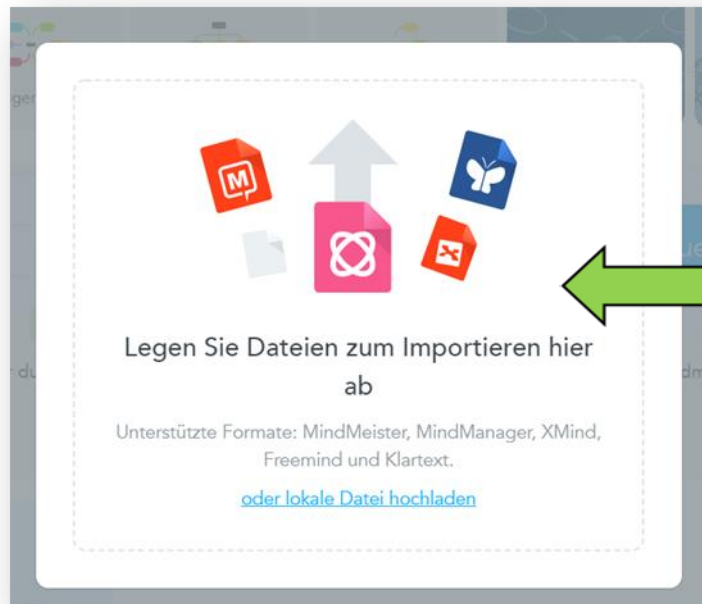 M
Legen Sie Dateien zum Importieren hier
ab
Unterstützte Formate: MindMeister, MindManager, XMind,
Freemind und Klartext.
oder lokale Datei hochladen